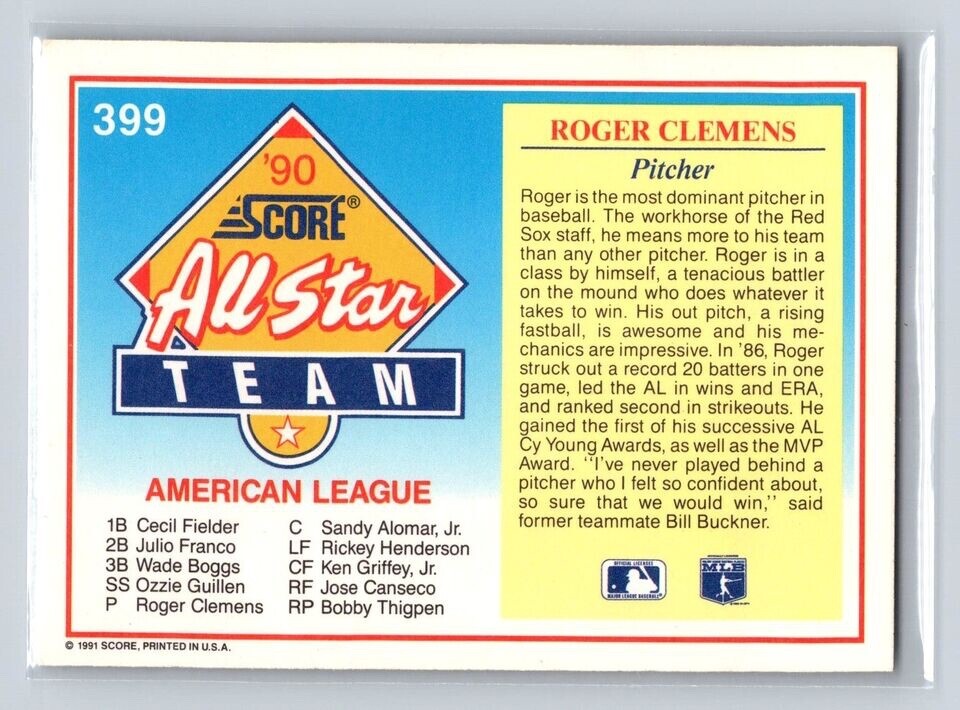 399
'90
SCORE®
All Star
TEAM
AMERICAN LEAGUE
1B Cecil Fielder
2B Julio Franco
3B Wade Boggs
SS Ozzie Guillen
P Roger Clemens
C Sandy Alomar, Jr.
LF Rickey Henderson
CF Ken Griffey, Jr.
RF Jose Canseco
RP Bobby Thigpen
ROGER CLEMENS
Pitcher
Roger is the most dominant pitcher in
baseball. The workhorse of the Red
Sox staff, he means more to his team
than any other pitcher. Roger is in a
class by himself, a tenacious battler
on the mound who does whatever it
takes to win. His out pitch, a rising
fastball, is awesome and his me-
chanics are impressive. In '86, Roger
struck out a record 20 batters in one
game, led the AL in wins and ERA,
and ranked second in strikeouts. He
gained the first of his successive AL
Cy Young Awards, as well as the MVP
Award. "I've never played behind a
pitcher who I felt so confident about,
so sure that we would win," said
former teammate Bill Buckner.
OFFICIAL LICENSEE
MAJOR LEAGUE BASEBALL
MLB
© 1991 SCORE, PRINTED IN U.S.A.